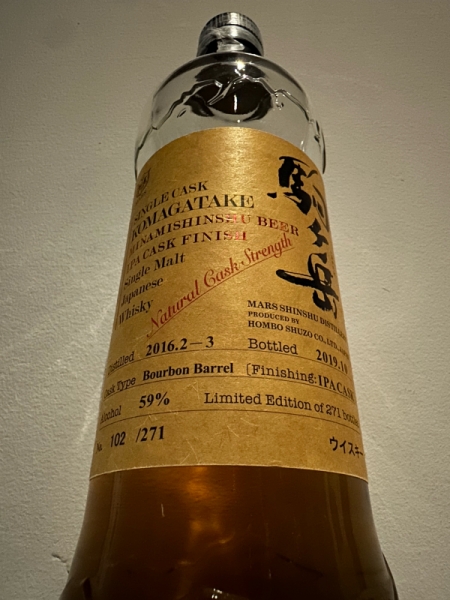 SINGLE CASK
KOMAGATAKE
MINAMISHINSHU BEER
IPA CASK FINISH
Single Malt
Japanese
Whisky
Natural Cask Strength
駒ヶ岳
MARS SHINSHU
PRODUCED BY
HOMBO SHUZO CO., LTD.
Distilled 2016.2-3 Bottled 2019.10
Cask Type Bourbon Barrel [Finishing: IPA CASK
Alcohol 59% Limited Edition of 271
No. 102 /271
ウイスキー